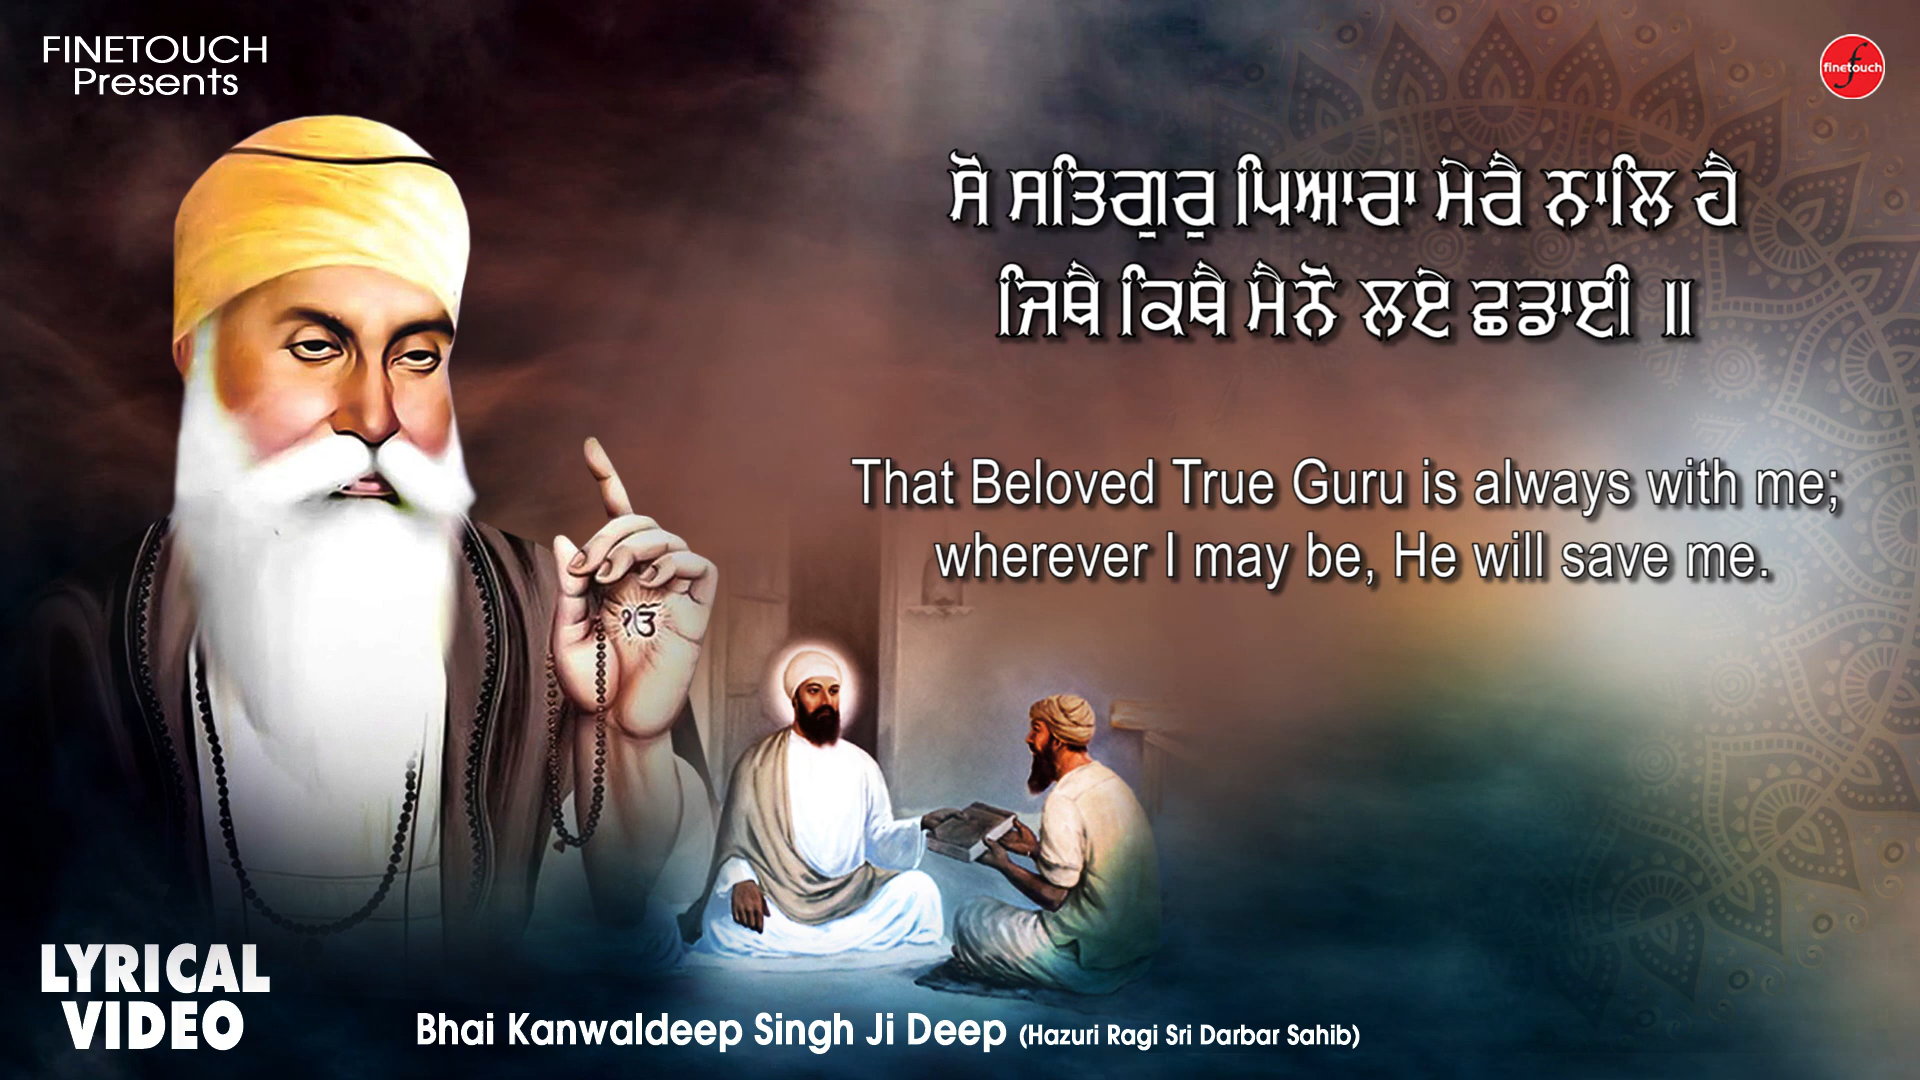 FINETOUCH
Presents
finetouch
ਸੋ ਸਤਿਗੁਰੁ ਪਿਆਰਾ ਮੇਰੈ ਨਾਲਿ ਹੈ
ਜਿਥੈ ਕਿਥੈ ਮੈਨੋ ਲਏ ਛਡਾਈ ॥
That Beloved True Guru is always with me;
wherever I may be, He will save me.
ੴ
LYRICAL
VIDEO
Bhai Kanwaldeep Singh Ji Deep (Hazuri Ragi Sri Darbar Sahib)